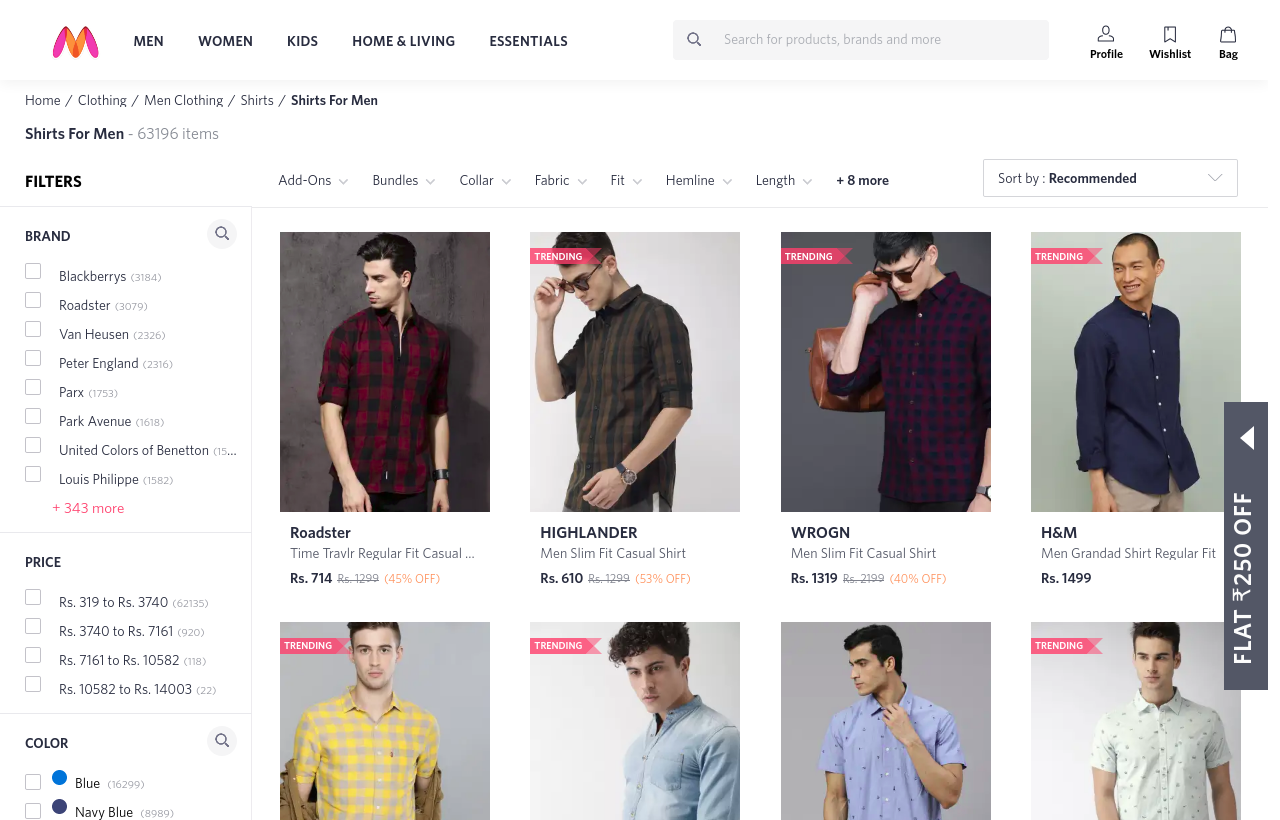 MEN WOMEN KIDS HOME & LIVING ESSENTIALS
Search for products, brands and more
Profile Wishlist Bag
Home / Clothing / Men Clothing / Shirts / Shirts For Men
Shirts For Men - 63196 items
FILTERS
Add-Ons Bundles Collar Fabric Fit Hemline Length + 8 more
Sort by : Recommended
BRAND
Blackberrys (3184)
Roadster (3079)
Van Heusen (2326)
Peter England (2316)
Parx (1753)
Park Avenue (1618)
United Colors of Benetton (15...
Louis Philippe (1582)
+ 343 more
PRICE
Rs. 319 to Rs. 3740 (62135)
Rs. 3740 to Rs. 7161 (920)
Rs. 7161 to Rs. 10582 (118)
Rs. 10582 to Rs. 14003 (22)
COLOR
Blue (16299)
Navy Blue (8989)
Roadster
Time Travlr Regular Fit Casual ...
Rs. 714 Rs. 1299 (45% OFF)
TRENDING
HIGHLANDER
Men Slim Fit Casual Shirt
Rs. 610 Rs. 1299 (53% OFF)
TRENDING
WROGN
Men Slim Fit Casual Shirt
Rs. 1319 Rs. 2199 (40% OFF)
TRENDING
H&M
Men Grandad Shirt Regular Fit
Rs. 1499
TRENDING
TRENDING
TRENDING
FLAT ₹250 OFF